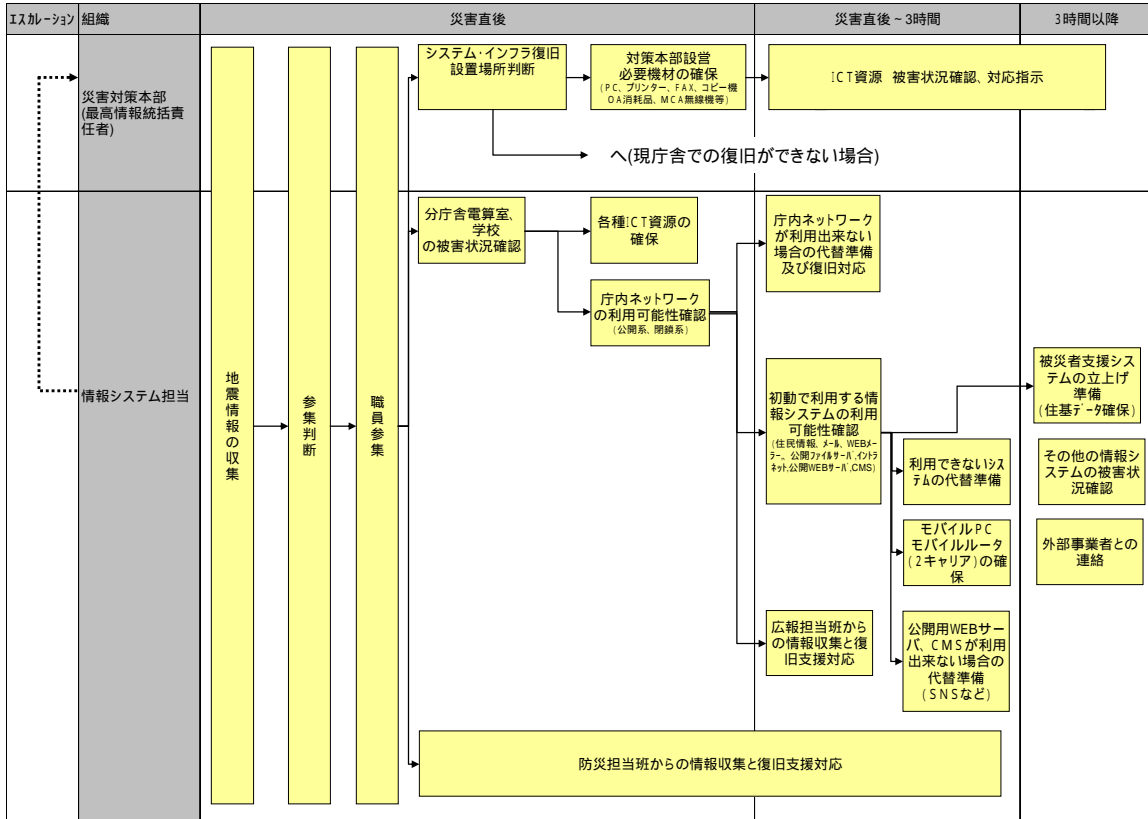 エスカレーション
組織
災害直後
災害直後~3時間
3時間以降
災害対策本部
(最高情報統括責
任者)
システム・インフラ復旧
設置場所判断
対策本部設営
必要機材の確保
(PC、プリンター、FAX、コピー機
OA消耗品、MCA無線機等)
ICT資源 被害状況確認、対応指示
へ(現庁舎での復旧ができない場合)
情報システム担当
地震情報の収集
参集判断
職員参集
分庁舎電算室、
学校
の被害状況確認
各種ICT資源の
確保
庁内ネットワーク
の利用可能性確認
(公開系、閉鎖系)
庁内ネットワーク
が利用出来ない
場合の代替準備
及び復旧対応
初動で利用する情
報システムの利用
可能性確認
(住民情報、メール、WEBメー
ラー、公開ファイルサーバ、イントラ
ネット、公開WEBサーバ、CMS)
被災者支援シス
テムの立上げ
準備
(住基データ確保)
利用できないシス
テムの代替準備
その他の情報シ
ステムの被害状
況確認
モバイルPC
モバイルルータ
(2キャリア)の確
保
外部事業者との
連絡
広報担当班から
の情報収集と復
旧支援対応
公開用WEBサー
バ、CMSが利用
出来ない場合の
代替準備
(SNSなど)
防災担当班からの情報収集と復旧支援対応